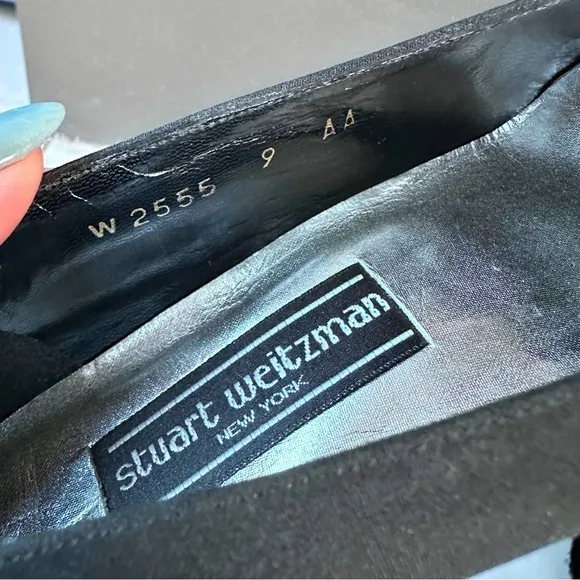 W 2555 9 AA
stuart weitzman
NEW YORK